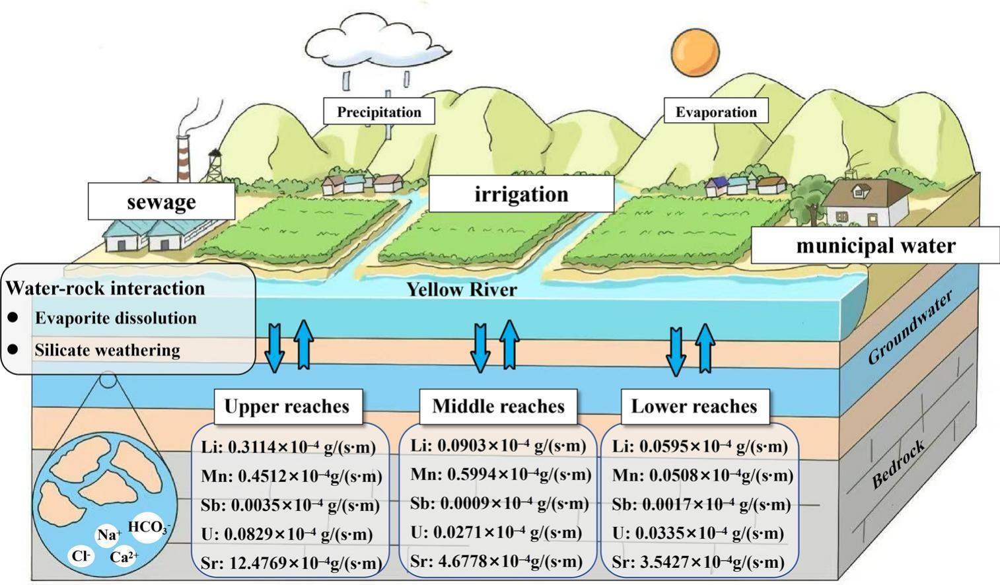 Precipitation
Evaporation
sewage
irrigation
municipal water
Water-rock interaction
● Evaporite dissolution
● Silicate weathering
Yellow River
Groundwater
Bedrock
Upper reaches
Li: 0.3114×10⁻⁴ g/(s·m)
Mn: 0.4512×10⁻⁴g/(s·m)
Sb: 0.0035×10⁻⁴ g/(s·m)
U: 0.0829×10⁻⁴ g/(s·m)
Sr: 12.4769×10⁻⁴g/(s·m)
Middle reaches
Li: 0.0903×10⁻⁴ g/(s·m)
Mn: 0.5994×10⁻⁴g/(s·m)
Sb: 0.0009×10⁻⁴ g/(s·m)
U: 0.0271×10⁻⁴ g/(s·m)
Sr: 4.6778×10⁻⁴g/(s·m)
Lower reaches
Li: 0.0595×10⁻⁴ g/(s·m)
Mn: 0.0508×10⁻⁴g/(s·m)
Sb: 0.0017×10⁻⁴ g/(s·m)
U: 0.0335×10⁻⁴ g/(s·m)
Sr: 3.5427×10⁻⁴g/(s·m)
Na⁺
HCO₃⁻
Cl⁻
Ca²⁺